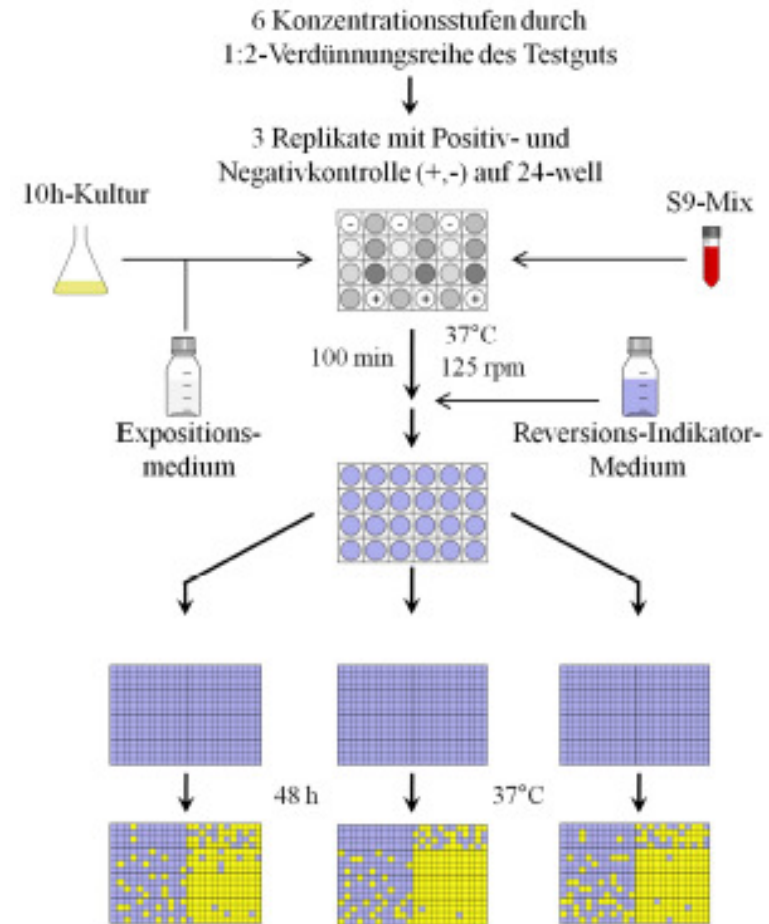 6 Konzentrationsstufen durch
1:2-Verdünnungsreihe des Testguts
3 Replikate mit Positiv- und
Negativkontrolle (+,-) auf 24-well
10h-Kultur
S9-Mix
- - -
+ + +
100 min
37°C
125 rpm
Expositions-
medium
Reversions-Indikator-
Medium
48 h
37°C